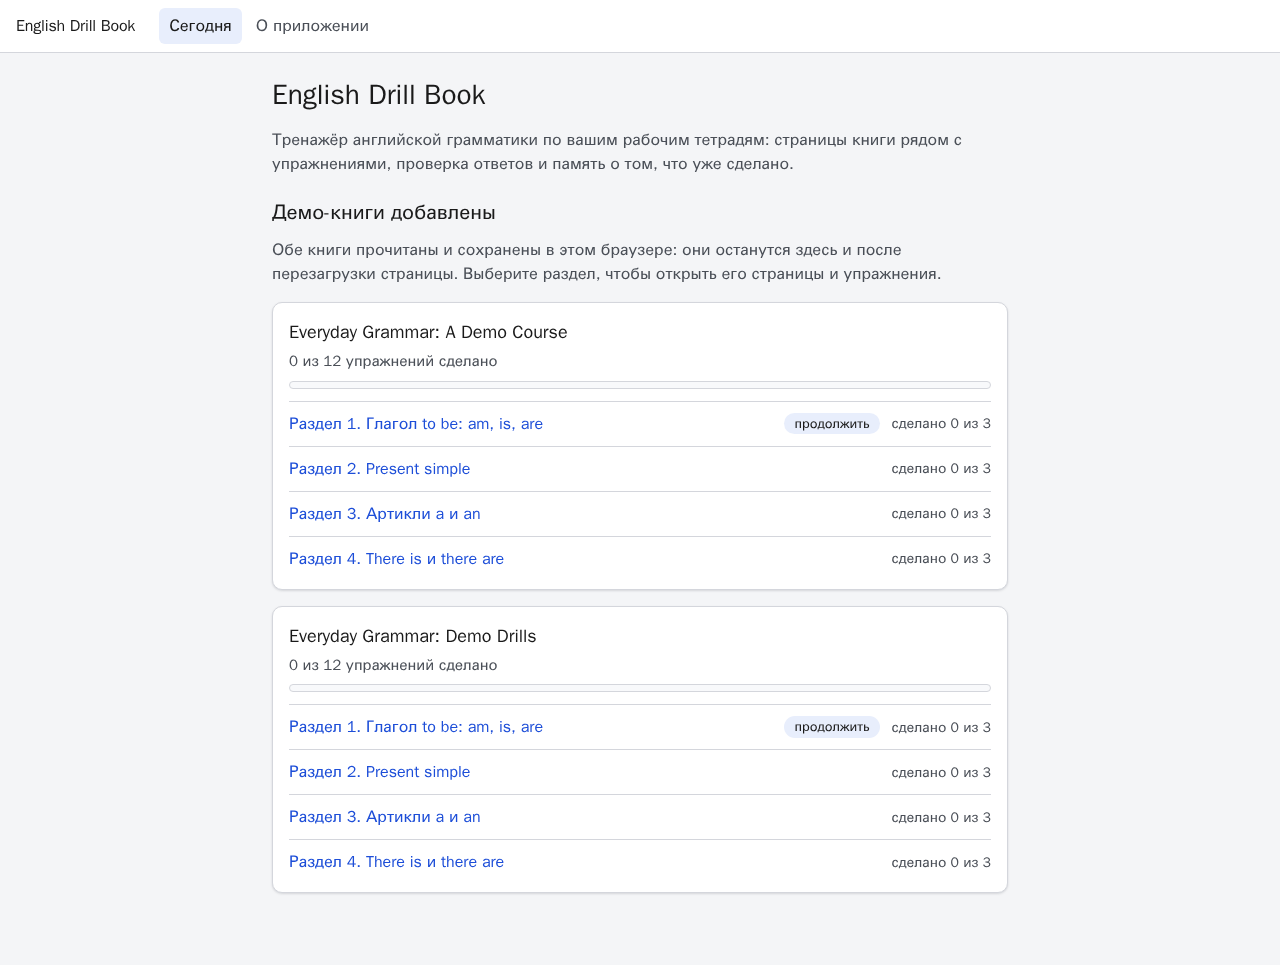 English Drill Book
Сегодня
О приложении
English Drill Book
Тренажёр английской грамматики по вашим рабочим тетрадям: страницы книги рядом с
упражнениями, проверка ответов и память о том, что уже сделано.
Демо-книги добавлены
Обе книги прочитаны и сохранены в этом браузере: они останутся здесь и после
перезагрузки страницы. Выберите раздел, чтобы открыть его страницы и упражнения.
Everyday Grammar: A Demo Course
0 из 12 упражнений сделано
Раздел 1. Глагол to be: am, is, are продолжить сделано 0 из 3
Раздел 2. Present simple сделано 0 из 3
Раздел 3. Артикли a и an сделано 0 из 3
Раздел 4. There is и there are сделано 0 из 3
Everyday Grammar: Demo Drills
0 из 12 упражнений сделано
Раздел 1. Глагол to be: am, is, are продолжить сделано 0 из 3
Раздел 2. Present simple сделано 0 из 3
Раздел 3. Артикли a и an сделано 0 из 3
Раздел 4. There is и there are сделано 0 из 3